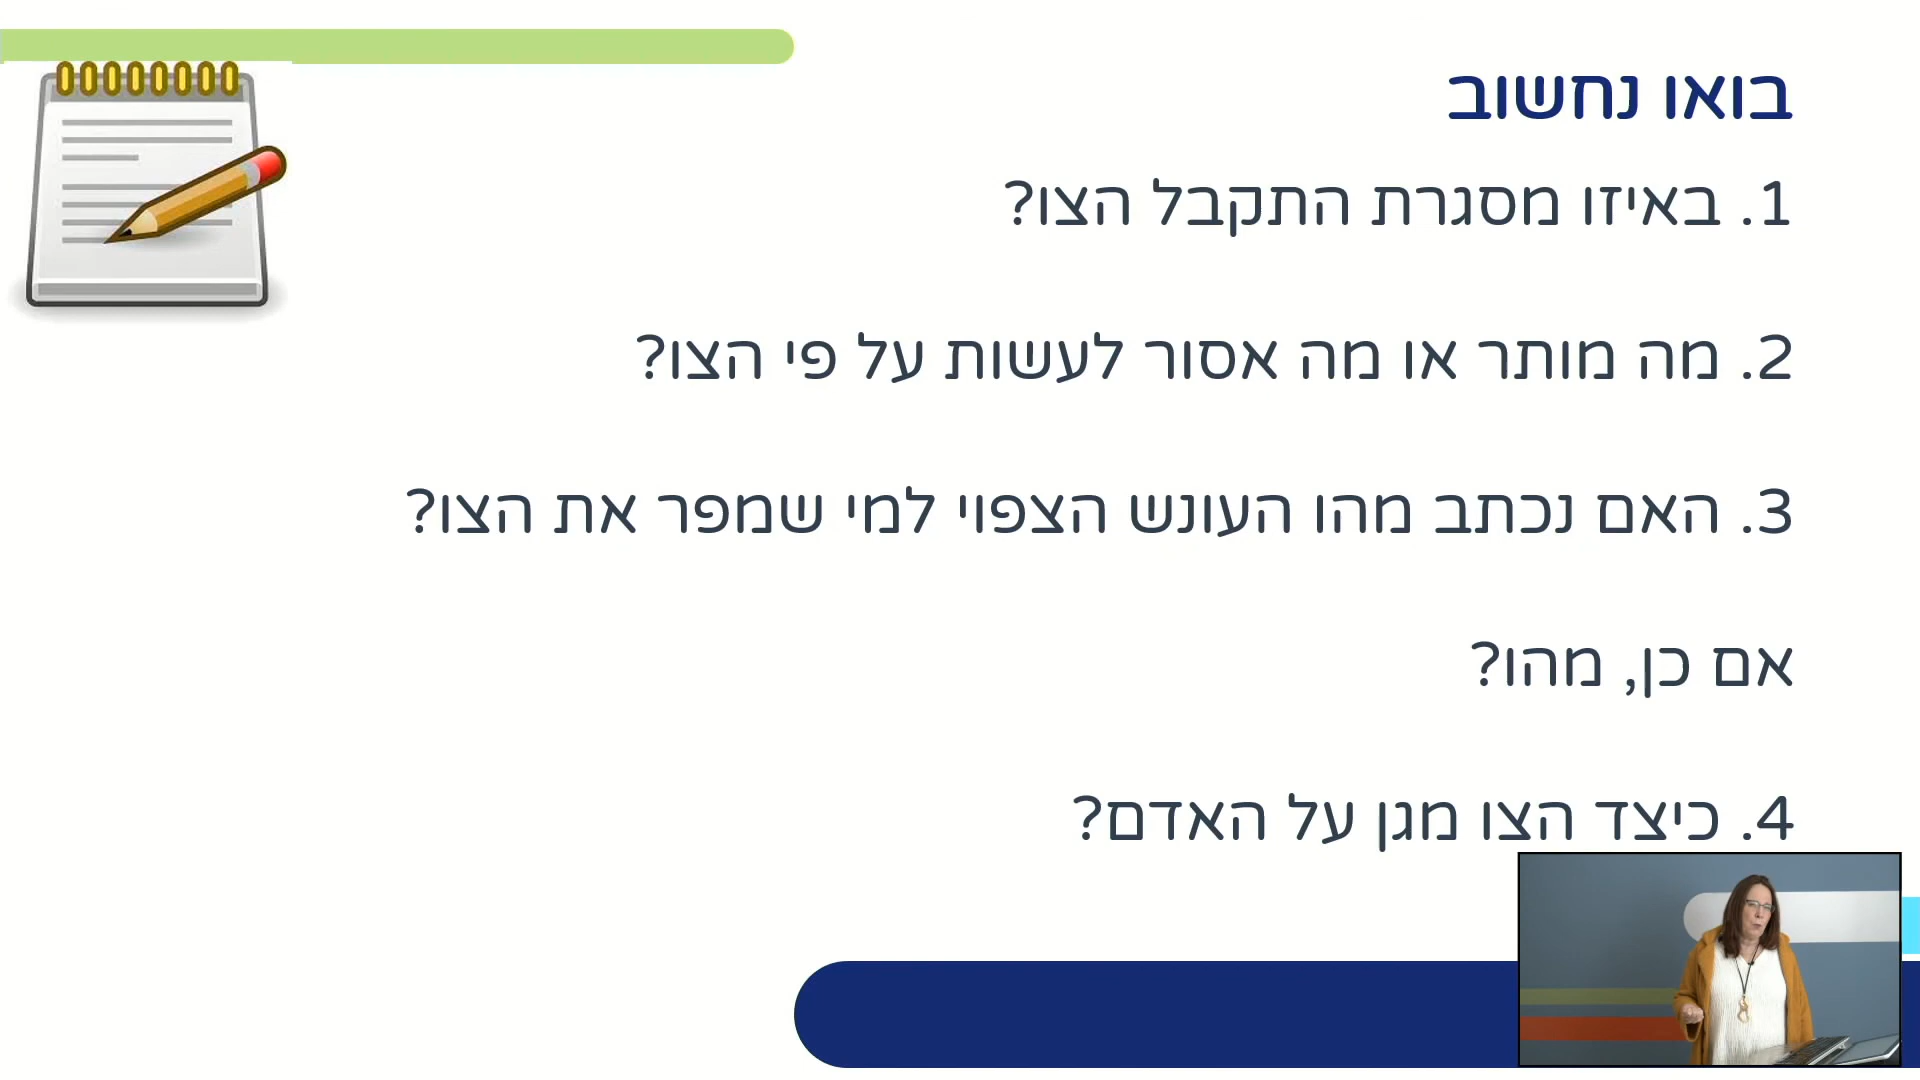 בואו נחשוב
1. באיזו מסגרת התקבל הצו?
2. מה מותר או מה אסור לעשות על פי הצו?
3. האם נכתב מהו העונש הצפוי למי שמפר את הצו?
אם כן, מהו?
4. כיצד הצו מגן על האדם?